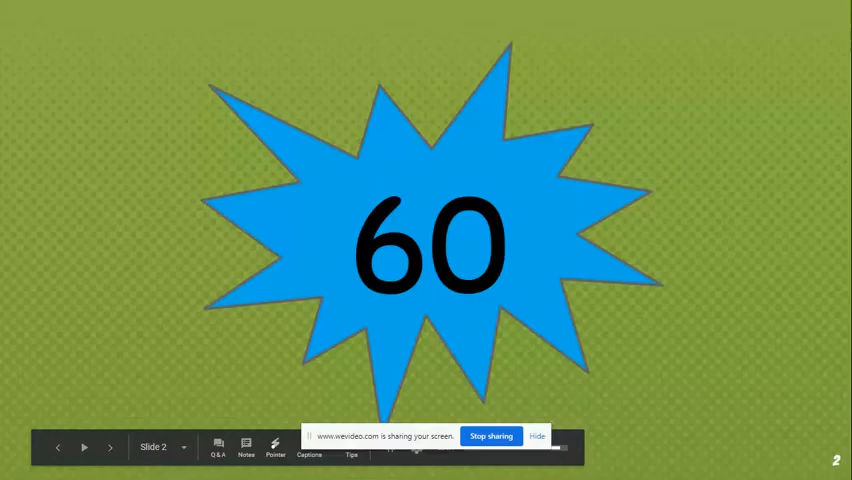 60
www.wevideo.com is sharing your screen. Stop sharing Hide
Slide 2
Q & A Notes Pointer Captions Tips
2